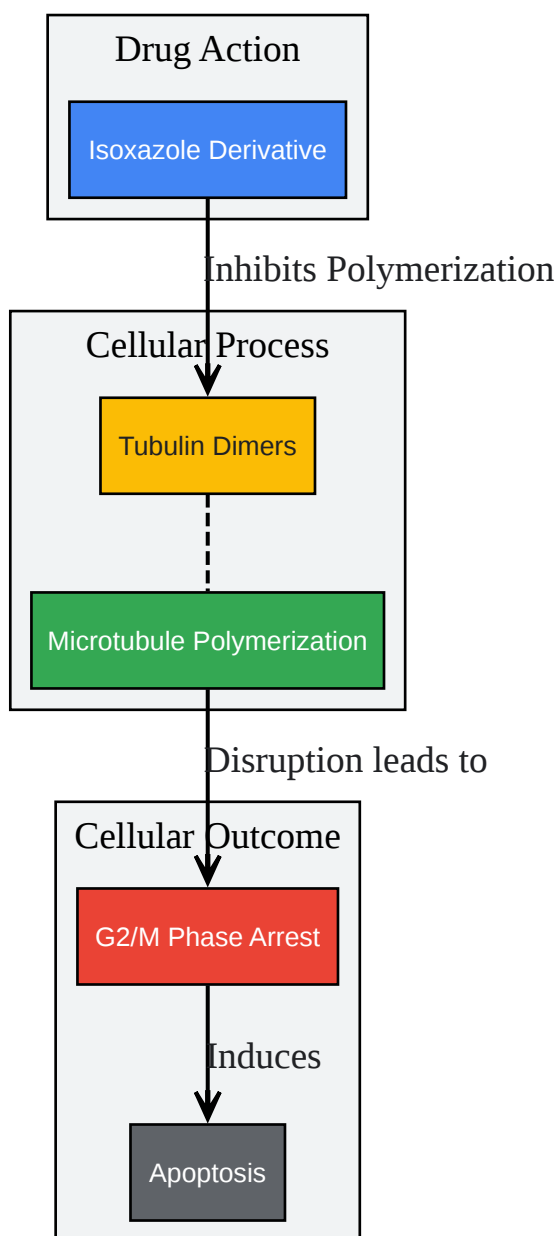 Drug Action
Isoxazole Derivative
Inhibits Polymerization
Cellular Process
Tubulin Dimers
Microtubule Polymerization
Disruption leads to
Cellular Outcome
G2/M Phase Arrest
Induces
Apoptosis